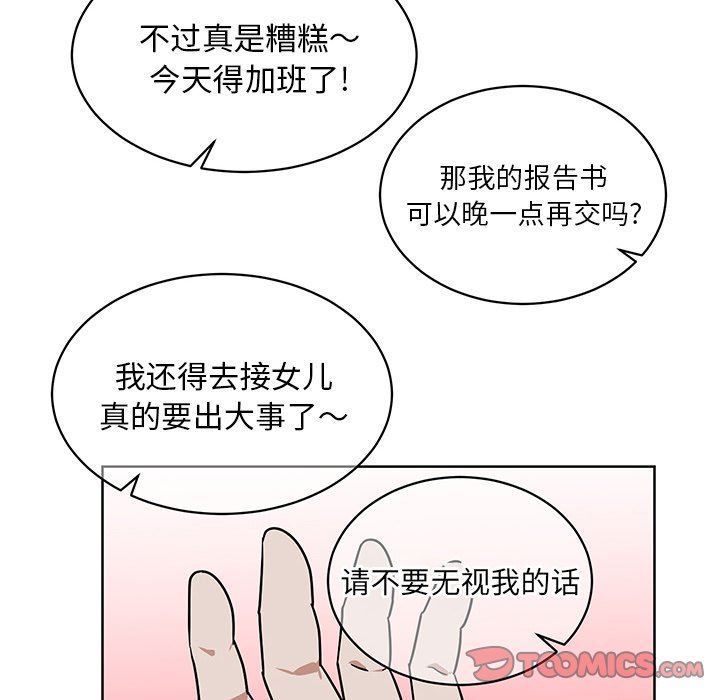 不过真是糟糕～
今天得加班了!
那我的报告书
可以晚一点再交吗?
我还得去接女儿
真的要出大事了～
请不要无视我的话
TOOMICS.com